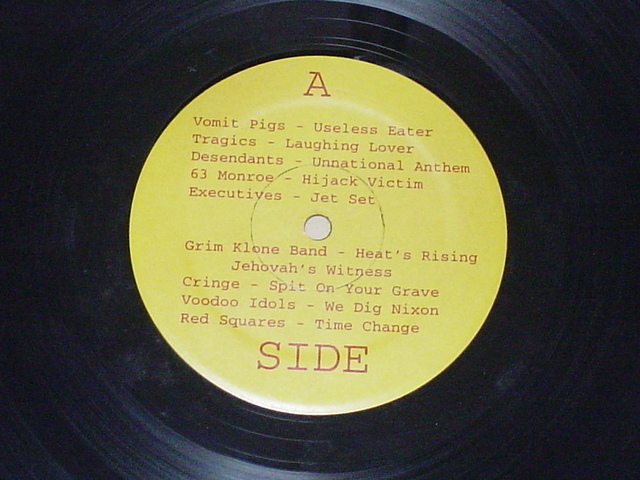 A
Vomit Pigs - Useless Eater
Tragics - Laughing Lover
Desendants - Unnational Anthem
63 Monroe - Hijack Victim
Executives - Jet Set
Grim Klone Band - Heat's Rising
Jehovah's Witness
Cringe - Spit On Your Grave
Voodoo Idols - We Dig Nixon
Red Squares - Time Change
SIDE